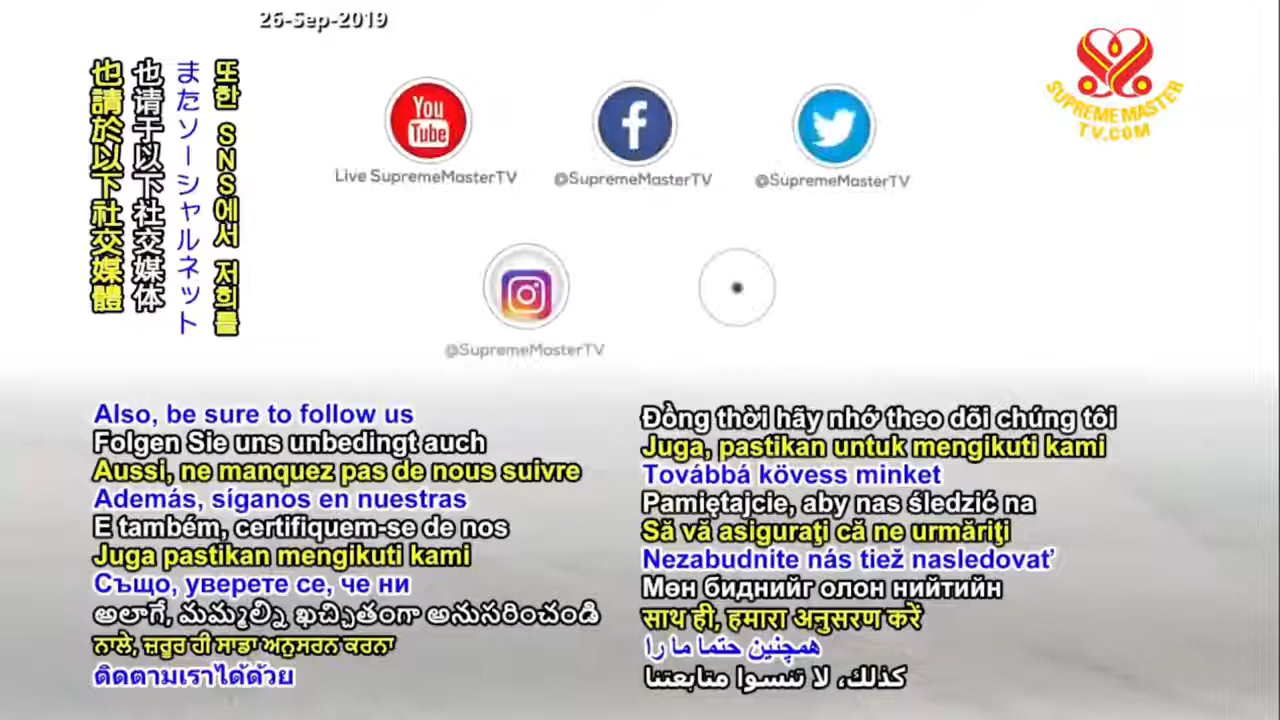 26-Sep-2019
SUPREME MASTER
TV.COM
You
Tube
Live SupremeMasterTV
@SupremeMasterTV
@SupremeMasterTV
@SupremeMasterTV
또한 SNS에서 저희를
またソーシャルネット
也请于以下社交媒体
也請於以下社交媒體
Also, be sure to follow us
Folgen Sie uns unbedingt auch
Aussi, ne manquez pas de nous suivre
Además, síganos en nuestras
E também, certifiquem-se de nos
Juga pastikan mengikuti kami
Също, уверете се, че ни
అలాగే, మమ్మల్ని ఖచ్చితంగా అనుసరించండి
ਨਾਲੇ, ਜ਼ਰੂਰ ਹੀ ਸਾਡਾ ਅਨੁਸਰਨ ਕਰਨਾ
ติดตามเราได้ด้วย
Đồng thời hãy nhớ theo dõi chúng tôi
Juga, pastikan untuk mengikuti kami
Továbbá kövess minket
Pamiętajcie, aby nas śledzić na
Să vă asiguraţi că ne urmăriţi
Nezabudnite nás tiež nasledovať
Мөн биднийг олон нийтийн
साथ ही, हमारा अनुसरण करें
همچنین حتما ما را
كذلك، لا تنسوا متابعتنا